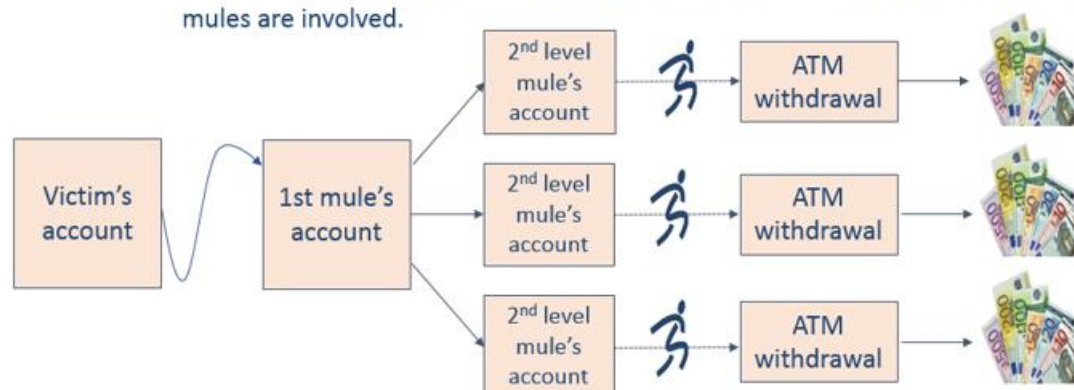 mules are involved.
Victim's
account
1st mule's
account
2nd level
mule's
account
ATM
withdrawal
2nd level
mule's
account
ATM
withdrawal
2nd level
mule's
account
ATM
withdrawal